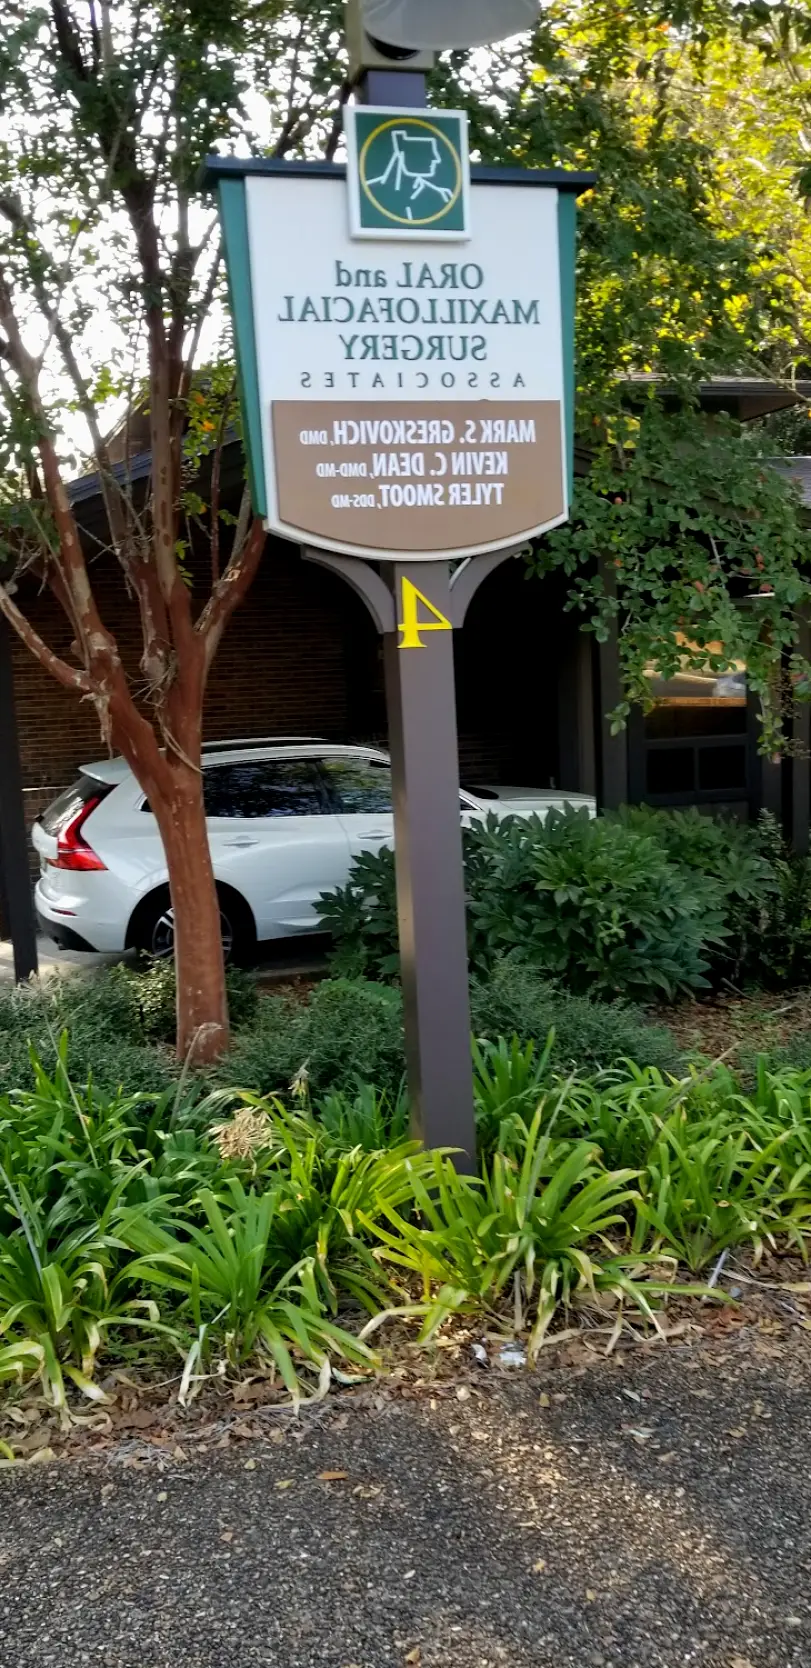 ORAL and
MAXILLOFACIAL
SURGERY
ASSOCIATES
MARK S. GRESKOVICH, DMD
KEVIN C. DEAN, DMD-MD
TYLER SMOOT, DDS-MD
4